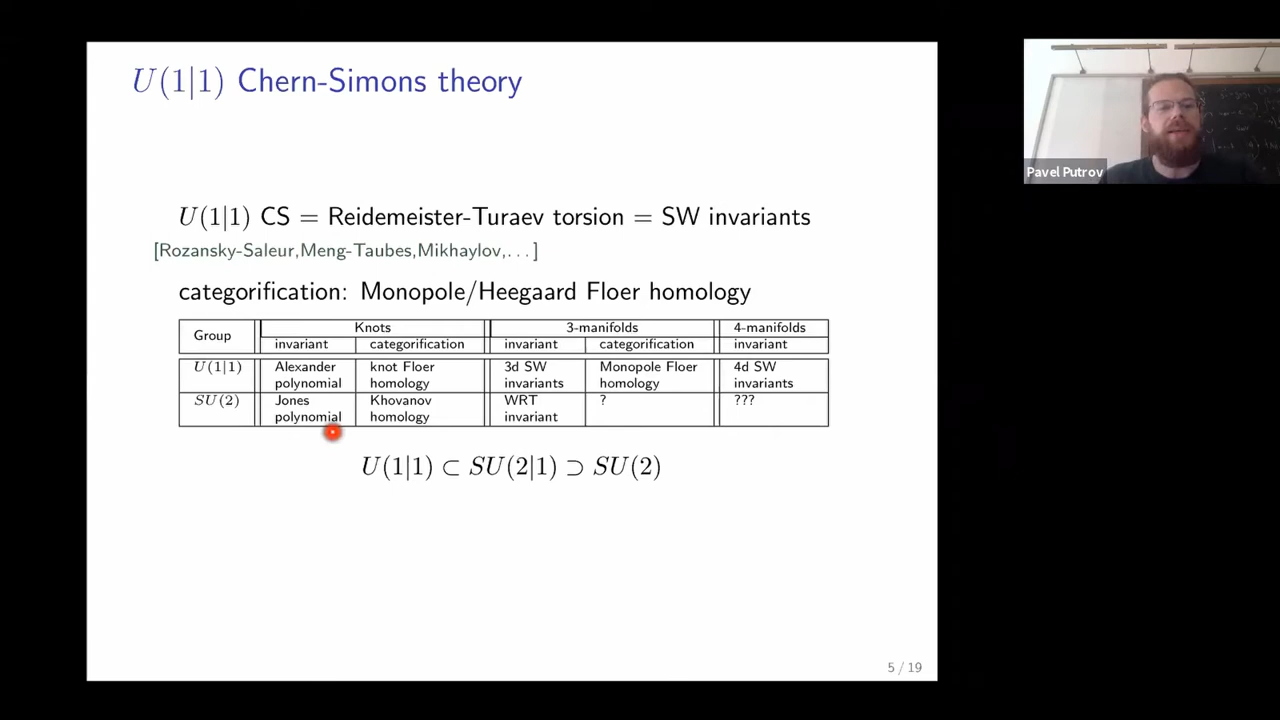 U(1|1) Chern-Simons theory
U(1|1) CS = Reidemeister-Turaev torsion = SW invariants
[Rozansky-Saleur,Meng-Taubes,Mikhaylov,...]
categorification: Monopole/Heegaard Floer homology
Group Knots 3-manifolds 4-manifolds
invariant categorification invariant categorification invariant
U(1|1) Alexander knot Floer 3d SW Monopole Floer 4d SW
polynomial homology invariants homology invariants
SU(2) Jones Khovanov WRT ? ???
polynomial homology invariant
U(1|1) ⊂ SU(2|1) ⊃ SU(2)
5 / 19
Pavel Putrov